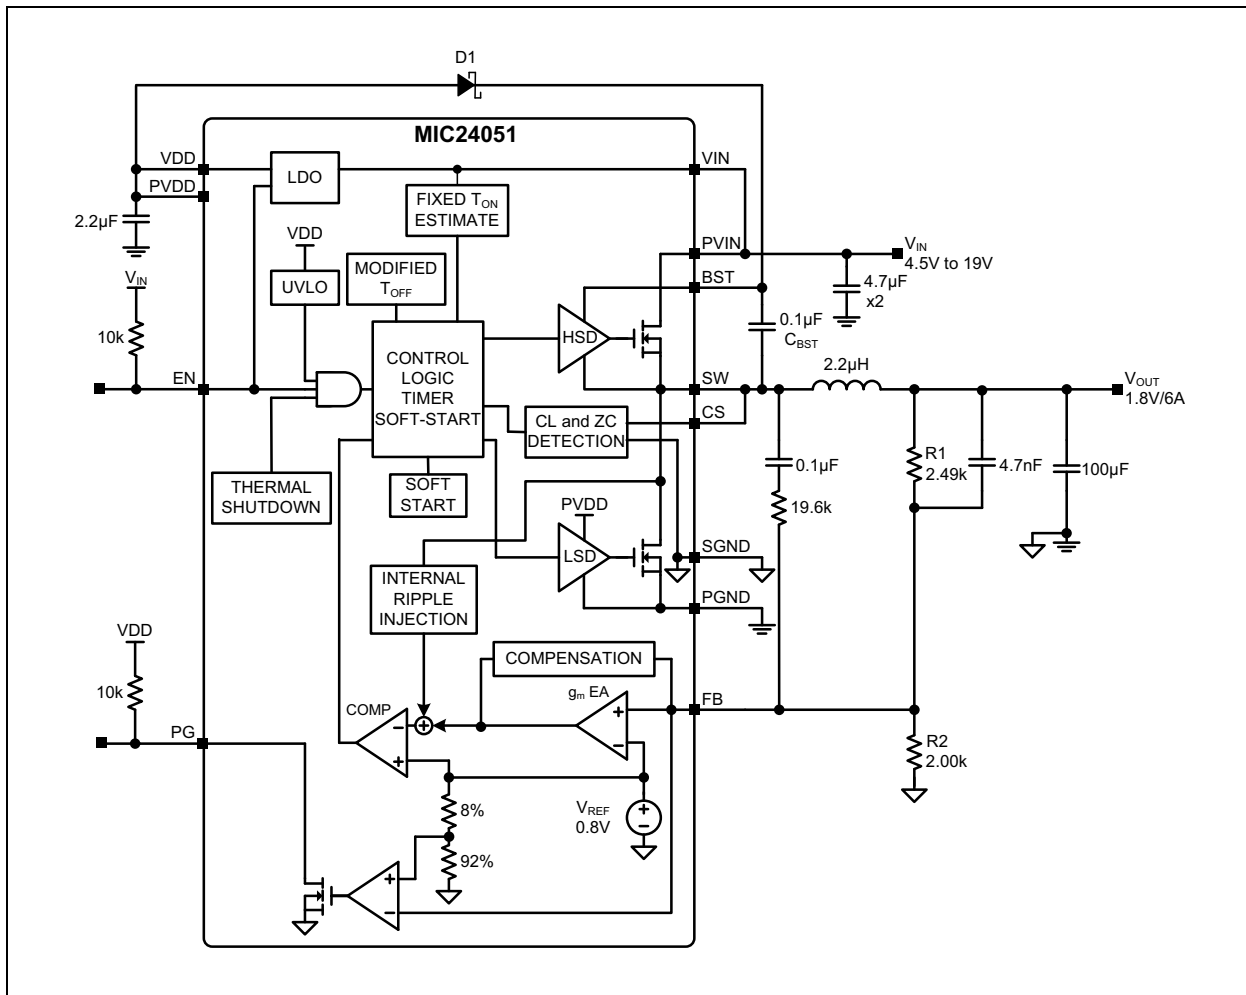 D1
MIC24051
VDD
LDO
VIN
PVDD
FIXED TON
ESTIMATE
2.2µF
VDD
PVIN
VIN
4.5V to 19V
VIN
UVLO
MODIFIED
TOFF
BST
4.7µF
x2
10k
CONTROL
LOGIC
TIMER
SOFT-START
HSD
0.1µF
CBST
2.2µH
EN
SW
VOUT
1.8V/6A
CL and ZC
DETECTION
CS
R1
2.49k
4.7nF
100µF
0.1µF
THERMAL
SHUTDOWN
SOFT
START
19.6k
PVDD
LSD
SGND
INTERNAL
RIPPLE
INJECTION
PGND
VDD
COMPENSATION
10k
gm EA
COMP
+
−
FB
PG
−
+
+
−
R2
2.00k
8%
VREF
0.8V
+
−
92%
+
−